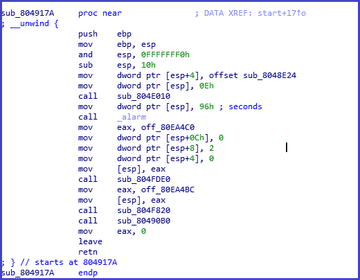 sub_804917A proc near ; DATA XREF: start+17↑o
; __unwind {
push ebp
mov ebp, esp
and esp, 0FFFFFFF0h
sub esp, 10h
mov dword ptr [esp+4], offset sub_8048E24
mov dword ptr [esp], 0Eh
call sub_804E010
mov dword ptr [esp], 96h ; seconds
call _alarm
mov eax, off_80EA4C0
mov dword ptr [esp+0Ch], 0
mov dword ptr [esp+8], 2
mov dword ptr [esp+4], 0
mov [esp], eax
call sub_804FDE0
mov eax, off_80EA4BC
mov [esp], eax
call sub_804F820
call sub_80490B0
mov eax, 0
leave
retn
; } // starts at 804917A
sub_804917A endp